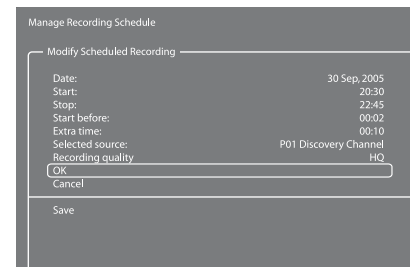 Manage Recording Schedule
Modify Scheduled Recording
Date: 30 Sep, 2005
Start: 20:30
Stop: 22:45
Start before: 00:02
Extra time: 00:10
Selected source: P01 Discovery Channel
Recording quality HQ
OK
Cancel
Save